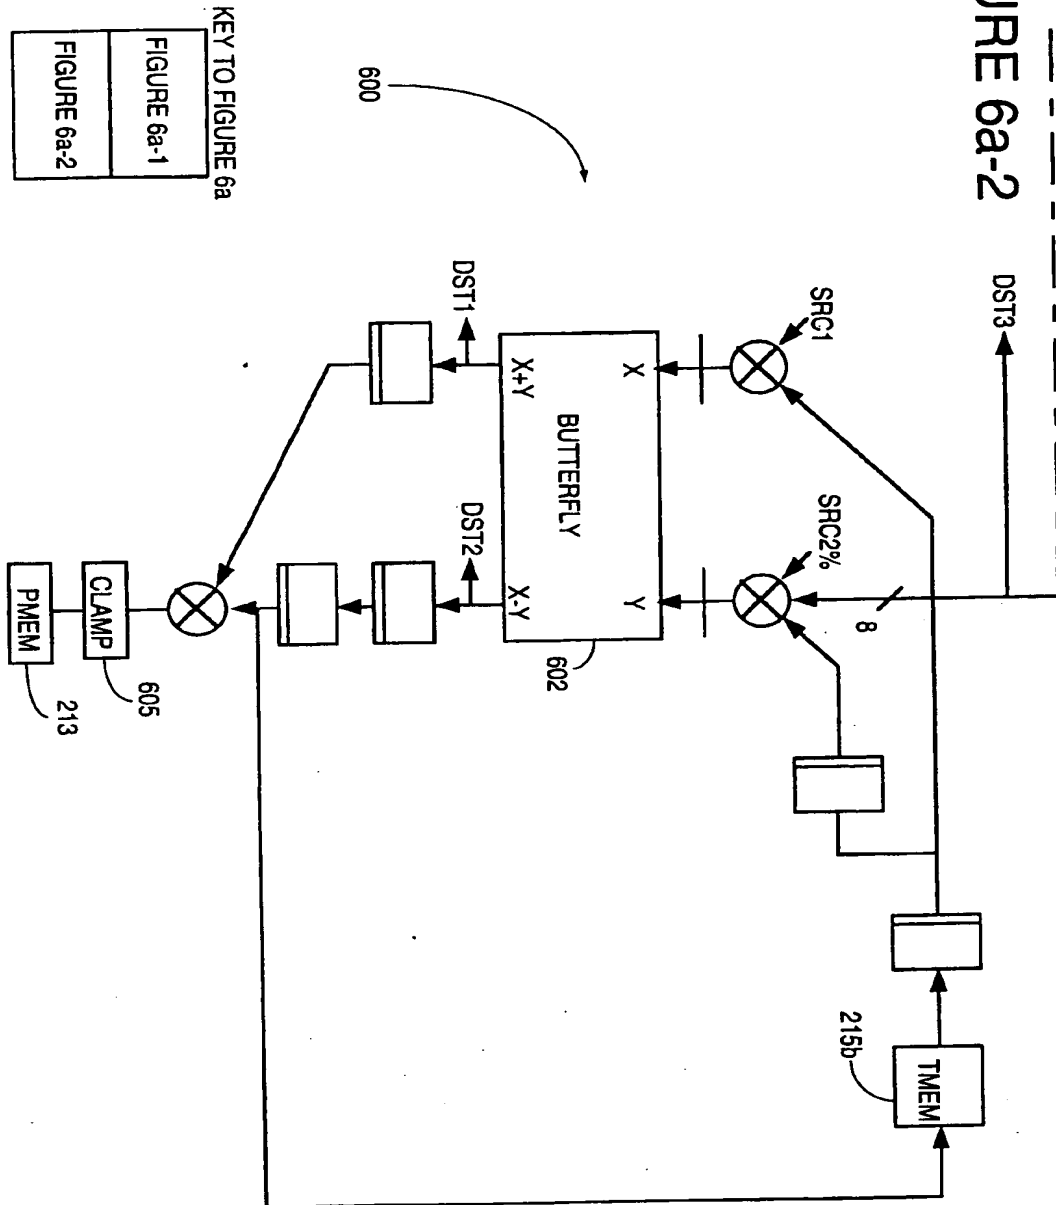 URE 6a-2
KEY TO FIGURE 6a
FIGURE 6a-1
FIGURE 6a-2
600
DST3
SRC1
SRC2%
8
X
Y
BUTTERFLY
602
X+Y
X-Y
DST1
DST2
215b
TMEM
CLAMP
605
PMEM
213